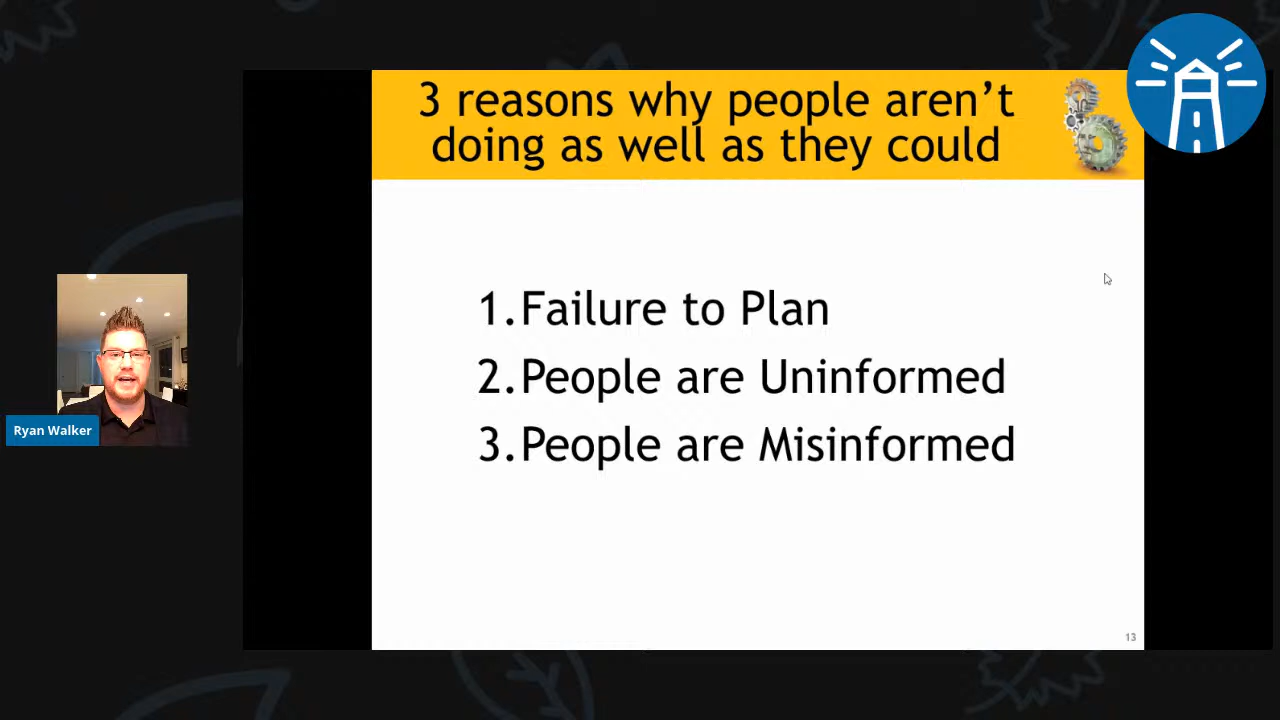 3 reasons why people aren’t
doing as well as they could
1.Failure to Plan
2.People are Uninformed
3.People are Misinformed
Ryan Walker
13